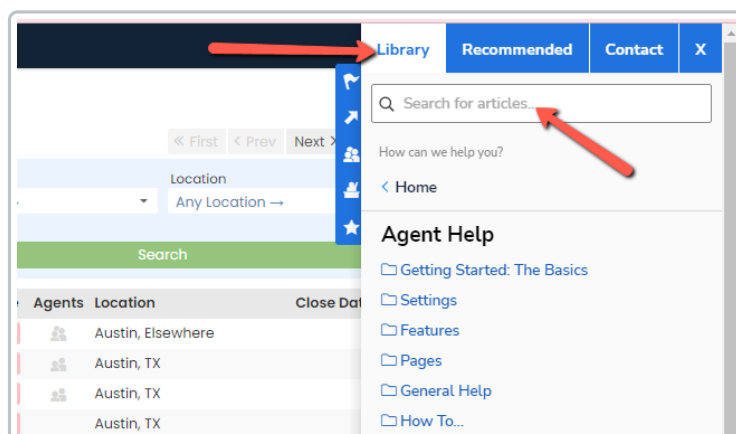 Library Recommended Contact X
Search for articles...
« First < Prev Next >
How can we help you?
Location
< Home
Any Location →
Agent Help
Search
Getting Started: The Basics
Settings
Agents Location Close Dat
Features
Austin, Elsewhere
Pages
Austin, TX
General Help
Austin, TX
How To...
Austin, TX